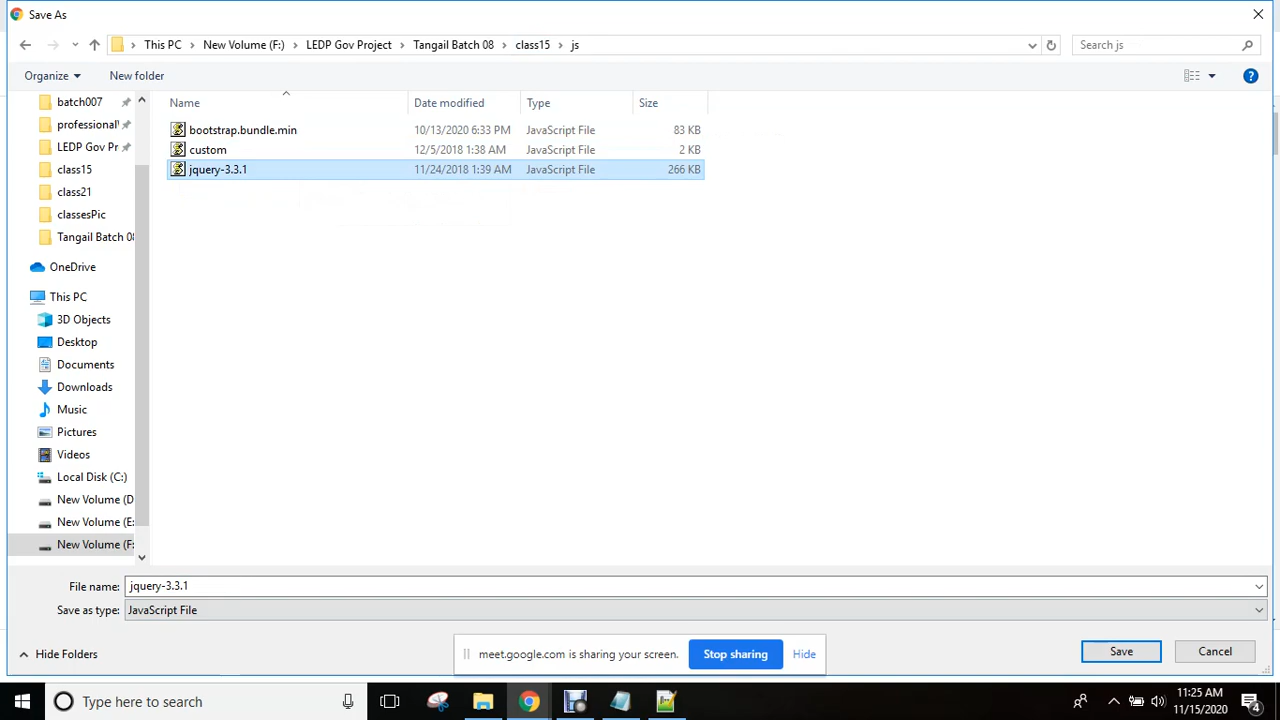 Save As
This PC New Volume (F:) LEDP Gov Project Tangail Batch 08 class15 js Search js
Organize New folder
batch007
professional
LEDP Gov Pr
class15
class21
classesPic
Tangail Batch 08
OneDrive
This PC
3D Objects
Desktop
Documents
Downloads
Music
Pictures
Videos
Local Disk (C:)
New Volume (D
New Volume (E:
New Volume (F:
Name Date modified Type Size
bootstrap.bundle.min 10/13/2020 6:33 PM JavaScript File 83 KB
custom 12/5/2018 1:38 AM JavaScript File 2 KB
jquery-3.3.1 11/24/2018 1:39 AM JavaScript File 266 KB
File name: jquery-3.3.1
Save as type: JavaScript File
Hide Folders
meet.google.com is sharing your screen. Stop sharing Hide
Save Cancel
Type here to search
11:25 AM
11/15/2020
4